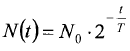 N(t) = N₀ · 2^{-t/T}